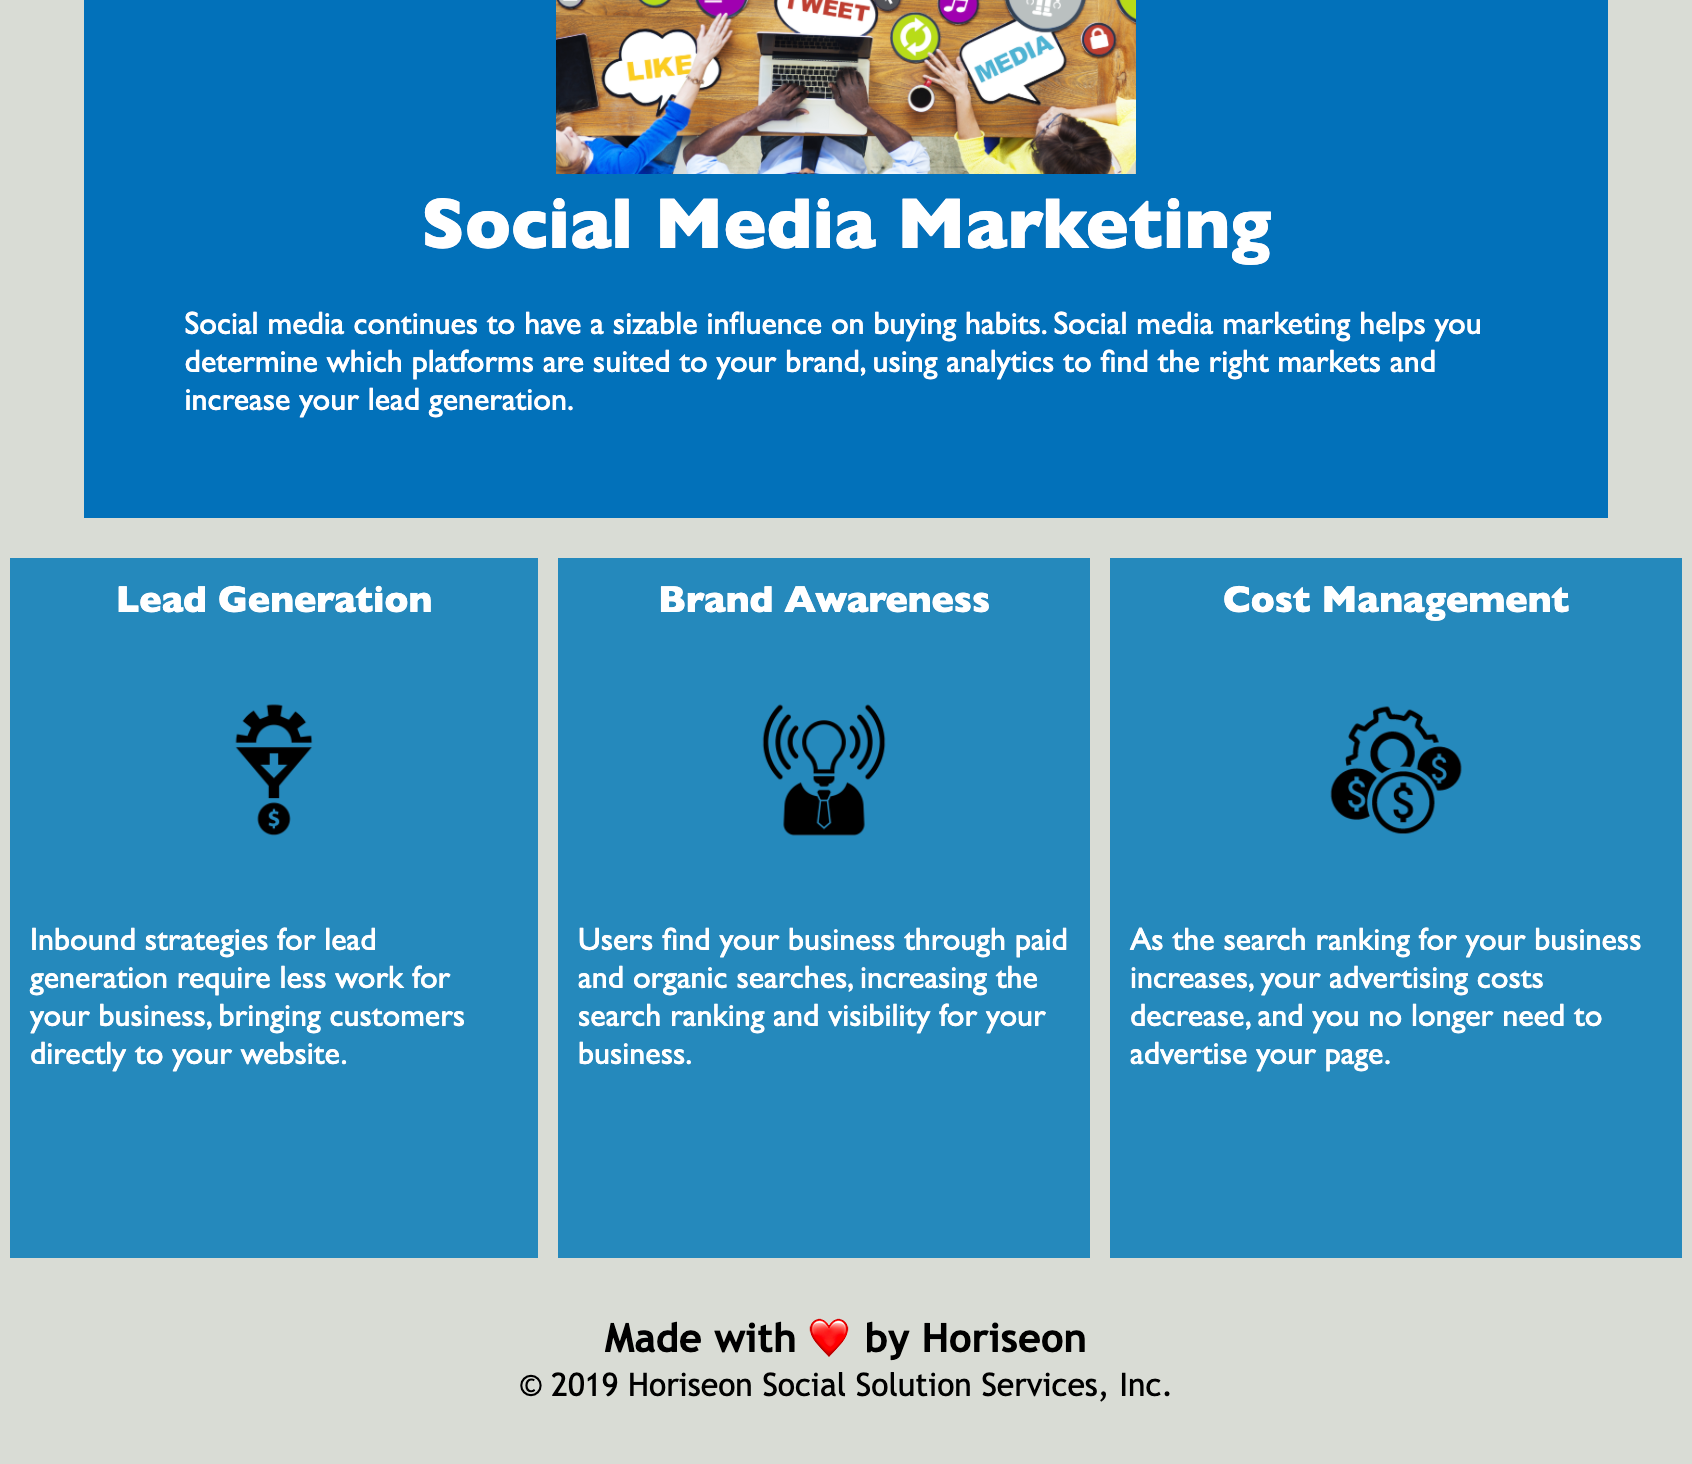 TWEET
LIKE
MEDIA
Social Media Marketing
Social media continues to have a sizable influence on buying habits. Social media marketing helps you
determine which platforms are suited to your brand, using analytics to find the right markets and
increase your lead generation.
Lead Generation
$
Inbound strategies for lead
generation require less work for
your business, bringing customers
directly to your website.
Brand Awareness
Users find your business through paid
and organic searches, increasing the
search ranking and visibility for your
business.
Cost Management
$ $ $
As the search ranking for your business
increases, your advertising costs
decrease, and you no longer need to
advertise your page.
Made with ❤️ by Horiseon
© 2019 Horiseon Social Solution Services, Inc.